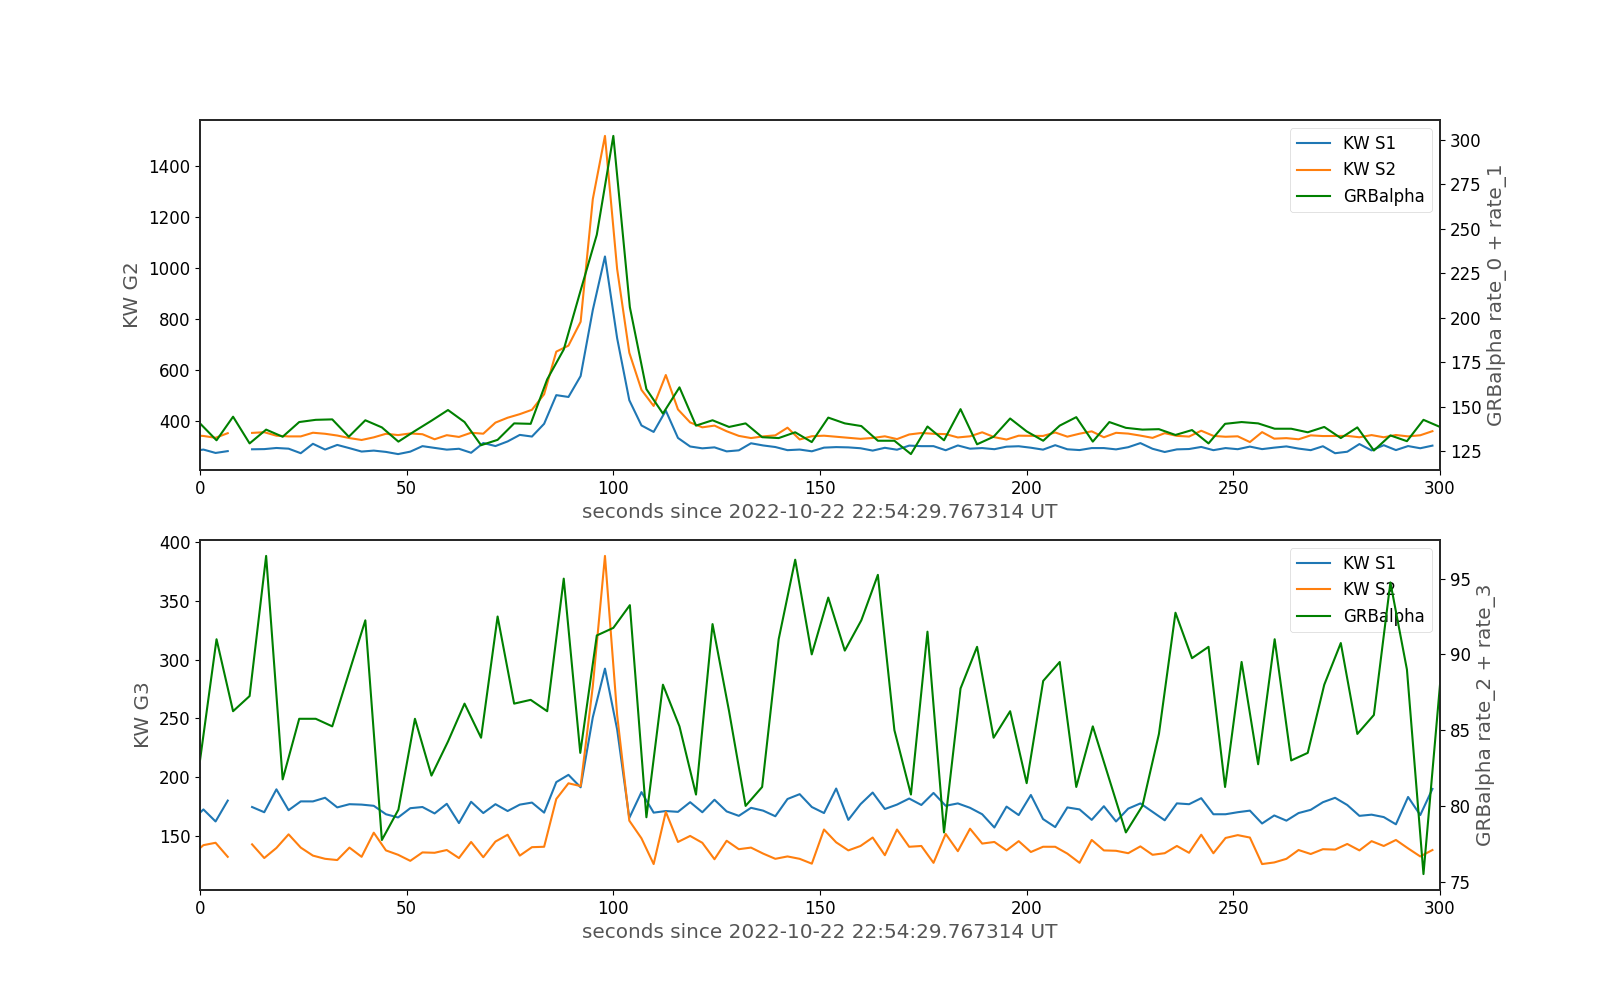 1400
1200
1000
800
600
400
KW G2
KW S1
KW S2
GRBalpha
300
275
250
225
200
175
150
125
GRBalpha rate_0 + rate_1
0 50 100 150 200 250 300
seconds since 2022-10-22 22:54:29.767314 UT
400
350
300
250
200
150
KW G3
KW S1
KW S2
GRBalpha
95
90
85
80
75
GRBalpha rate_2 + rate_3
0 50 100 150 200 250 300
seconds since 2022-10-22 22:54:29.767314 UT